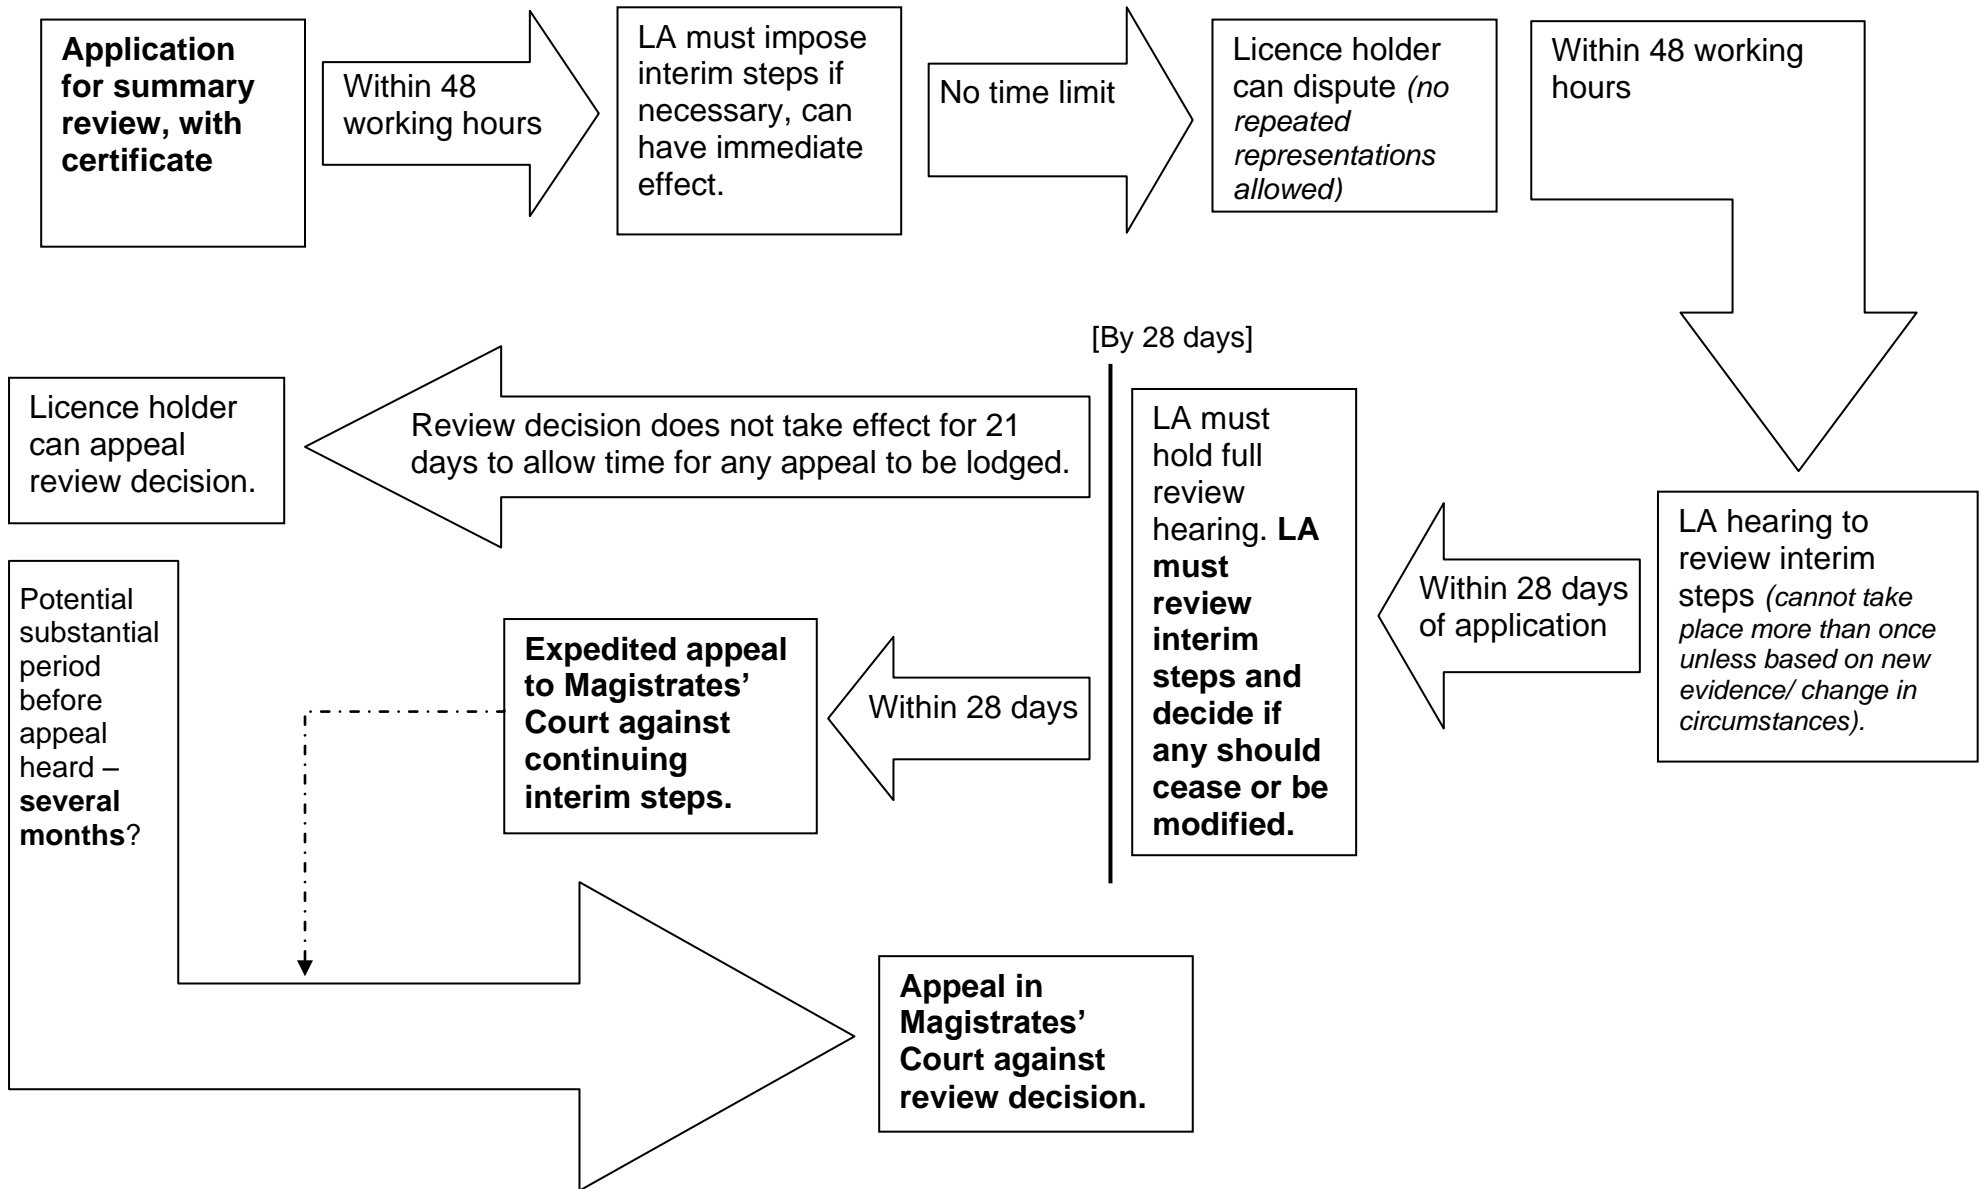 Application
for summary
review, with
certificate
Within 48
working hours
LA must impose
interim steps if
necessary, can
have immediate
effect.
No time limit
Licence holder
can dispute (no
repeated
representations
allowed)
Within 48 working
hours
LA hearing to
review interim
steps (cannot take
place more than once
unless based on new
evidence/ change in
circumstances).
Within 28 days
of application
[By 28 days]
LA must
hold full
review
hearing. LA
must
review
interim
steps and
decide if
any should
cease or be
modified.
Review decision does not take effect for 21
days to allow time for any appeal to be lodged.
Licence holder
can appeal
review decision.
Within 28 days
Expedited appeal
to Magistrates’
Court against
continuing
interim steps.
Potential
substantial
period
before
appeal
heard –
several
months?
Appeal in
Magistrates’
Court against
review decision.